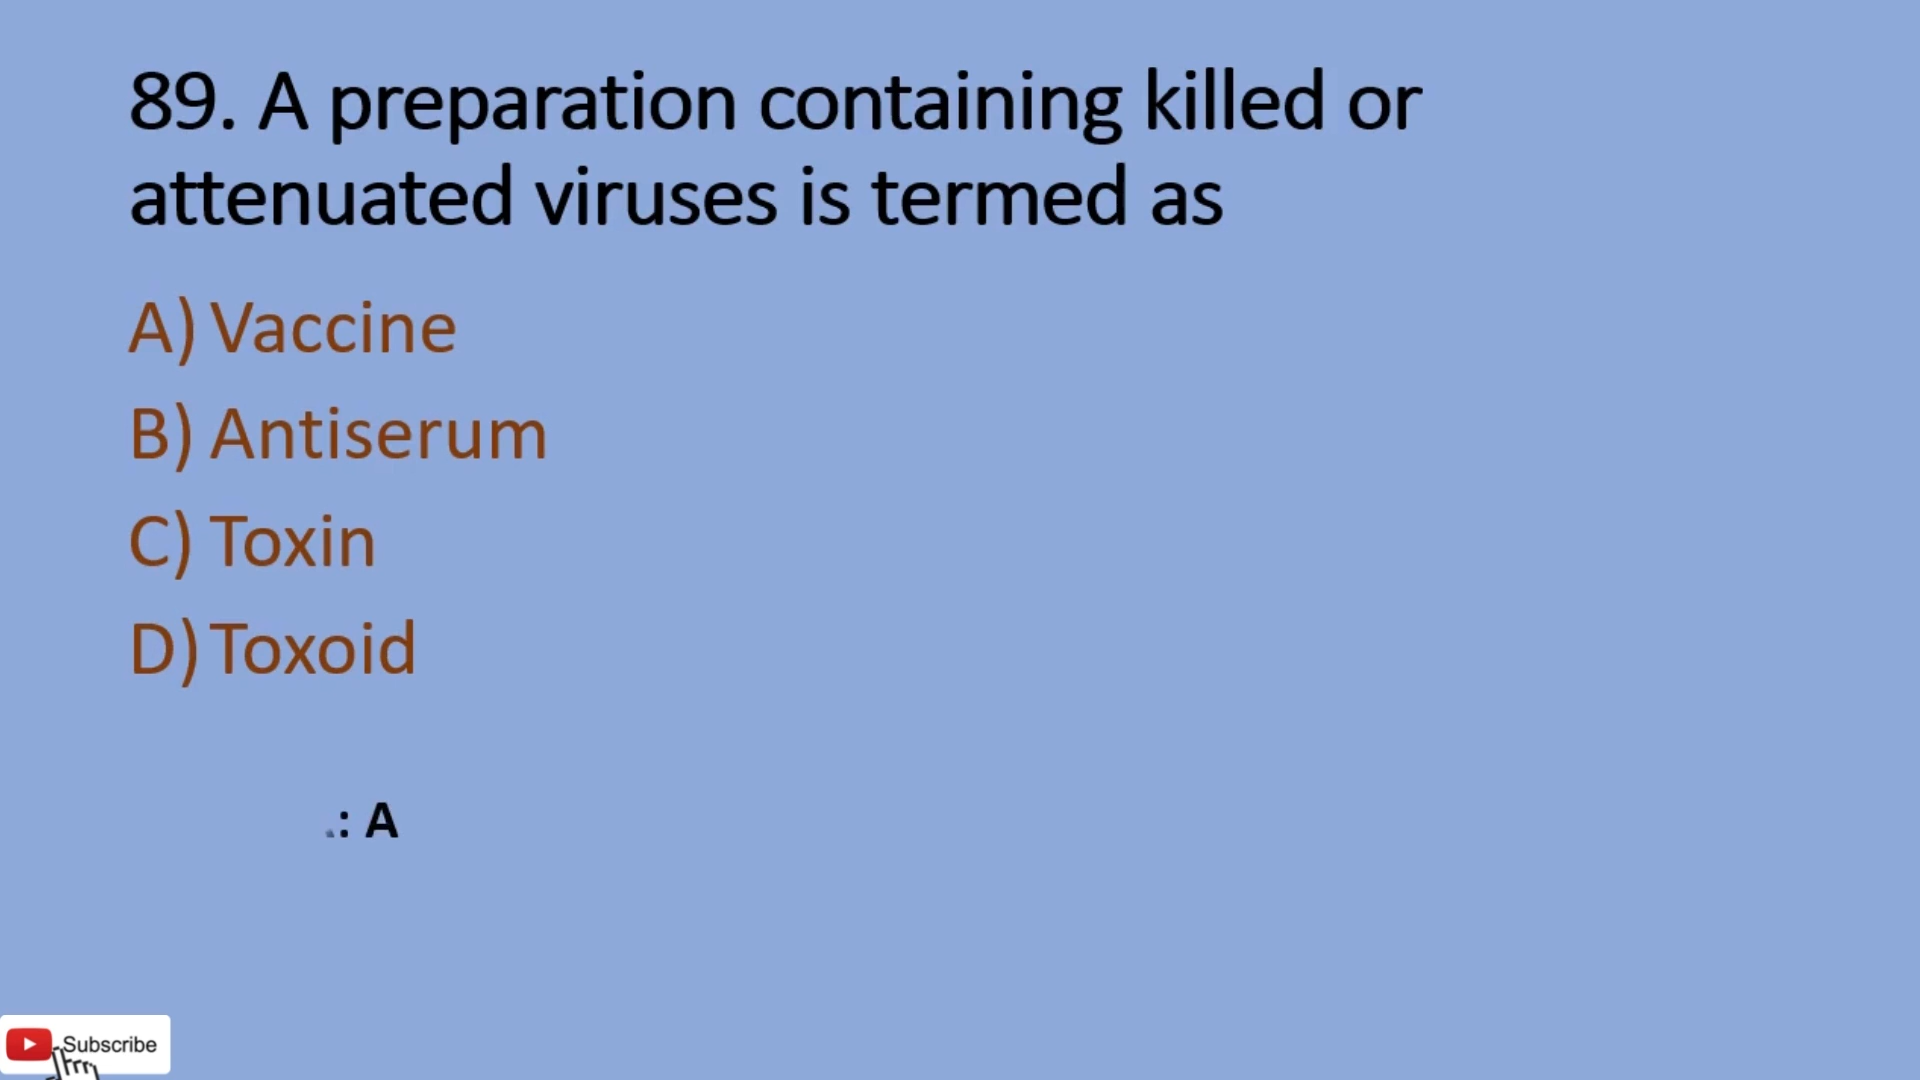 89. A preparation containing killed or
attenuated viruses is termed as
A) Vaccine
B) Antiserum
C) Toxin
D) Toxoid
: A
Subscribe